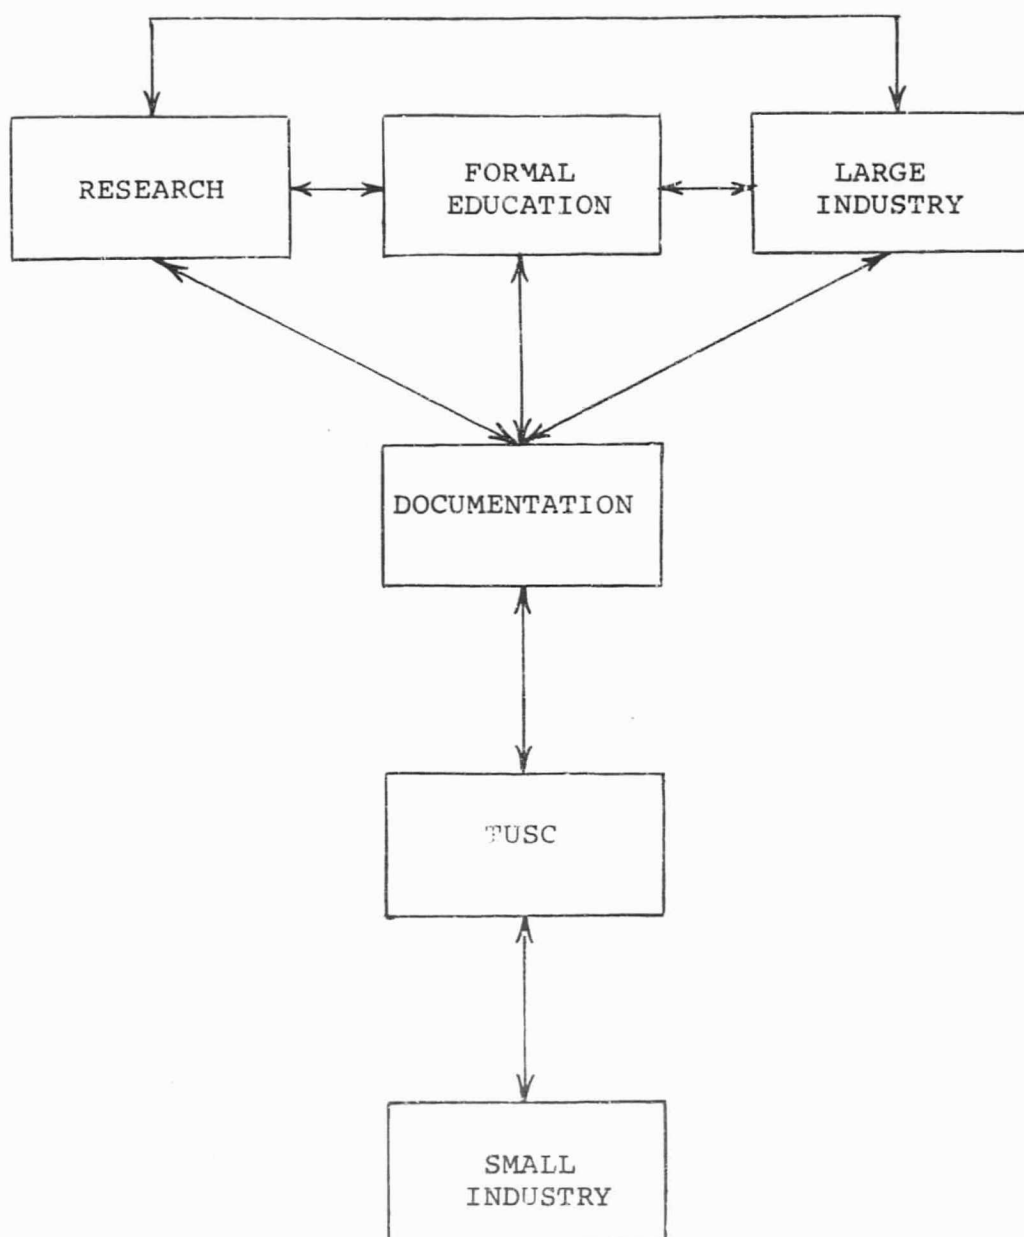 RESEARCH
FORMAL
EDUCATION
LARGE
INDUSTRY
DOCUMENTATION
TUSC
SMALL
INDUSTRY